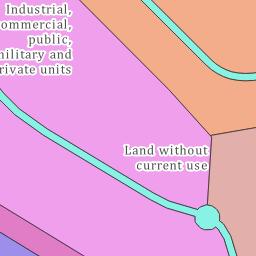 Industrial,
ommercial,
public,
ilitary and
rivate units
Land without
current use